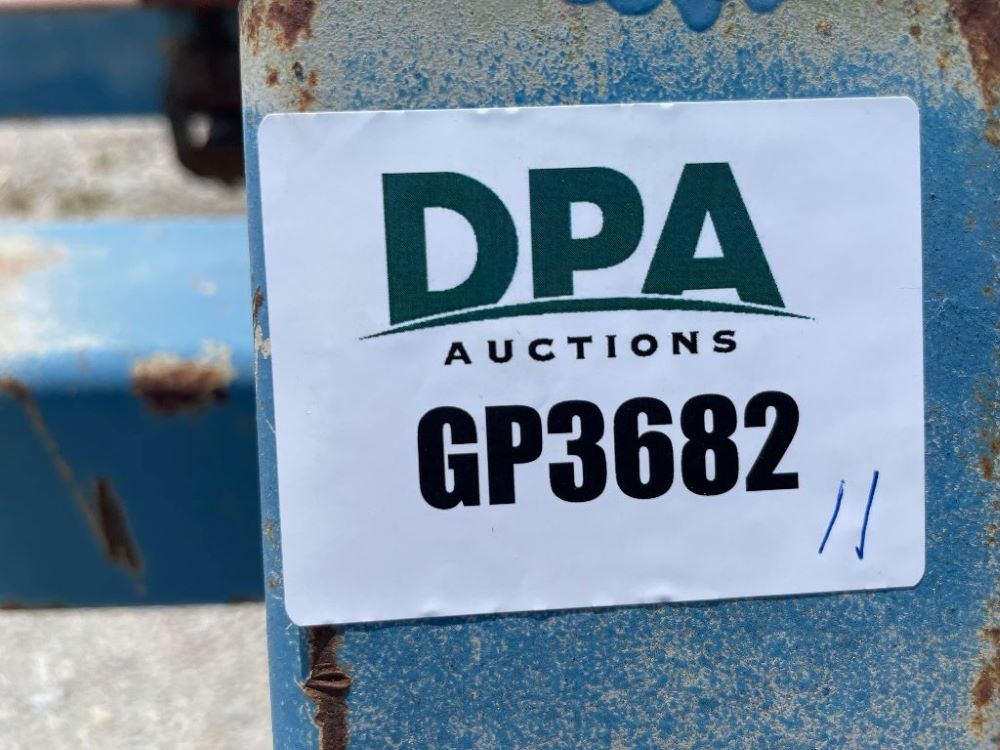 DPA
AUCTIONS
GP3682
11